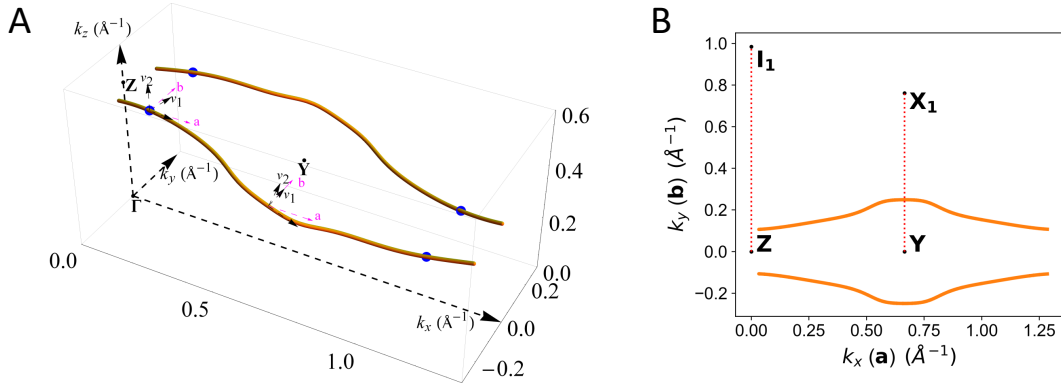 A
k_z (Å⁻¹)
Z
v₂
b
v₁
a
k_y (Å⁻¹)
Γ
Y
v₂
b
v₁
a
k_x (Å⁻¹)
0.0
0.5
1.0
0.6
0.4
0.2
0.0
0.2
0.0
−0.2
B
k_y (b) (Å⁻¹)
1.0
0.8
0.6
0.4
0.2
0.0
−0.2
I₁
X₁
Z
Y
0.00 0.25 0.50 0.75 1.00 1.25
k_x (a) (Å⁻¹)